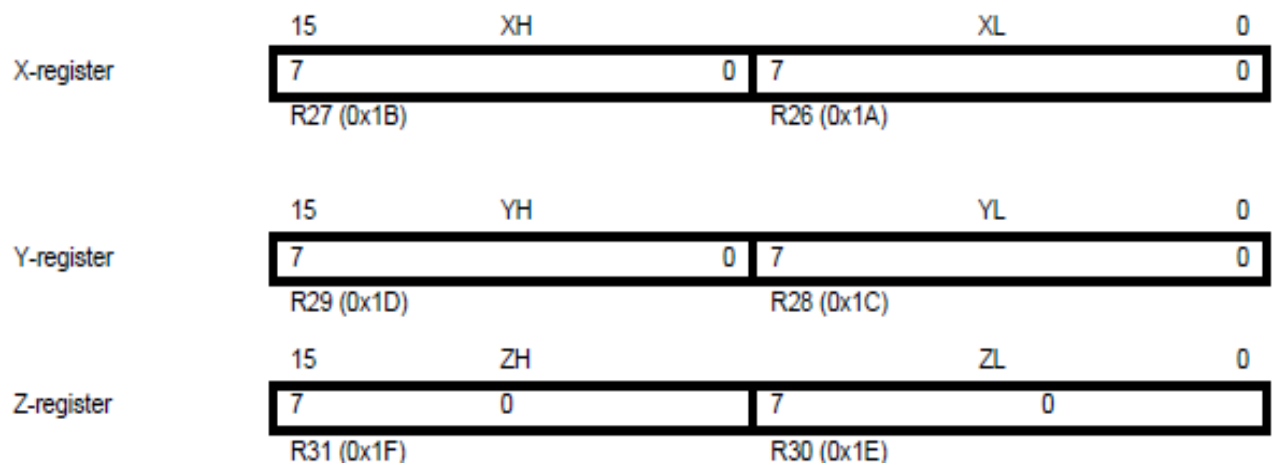 15 XH XL 0
X-register 7 0 7 0
R27 (0x1B) R26 (0x1A)
15 YH YL 0
Y-register 7 0 7 0
R29 (0x1D) R28 (0x1C)
15 ZH ZL 0
Z-register 7 0 7 0
R31 (0x1F) R30 (0x1E)